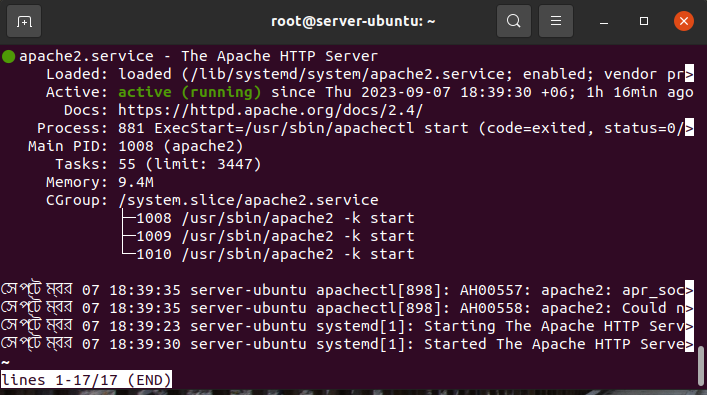 root@server-ubuntu: ~
apache2.service - The Apache HTTP Server
Loaded: loaded (/lib/systemd/system/apache2.service; enabled; vendor pr>
Active: active (running) since Thu 2023-09-07 18:39:30 +06; 1h 16min ago
Docs: https://httpd.apache.org/docs/2.4/
Process: 881 ExecStart=/usr/sbin/apachectl start (code=exited, status=0/>
Main PID: 1008 (apache2)
Tasks: 55 (limit: 3447)
Memory: 9.4M
CGroup: /system.slice/apache2.service
├─1008 /usr/sbin/apache2 -k start
├─1009 /usr/sbin/apache2 -k start
└─1010 /usr/sbin/apache2 -k start
সেপ্টেম্বর 07 18:39:35 server-ubuntu apachectl[898]: AH00557: apache2: apr_soc>
সেপ্টেম্বর 07 18:39:35 server-ubuntu apachectl[898]: AH00558: apache2: Could n>
সেপ্টেম্বর 07 18:39:23 server-ubuntu systemd[1]: Starting The Apache HTTP Serv>
সেপ্টেম্বর 07 18:39:30 server-ubuntu systemd[1]: Started The Apache HTTP Serve>
~
lines 1-17/17 (END)